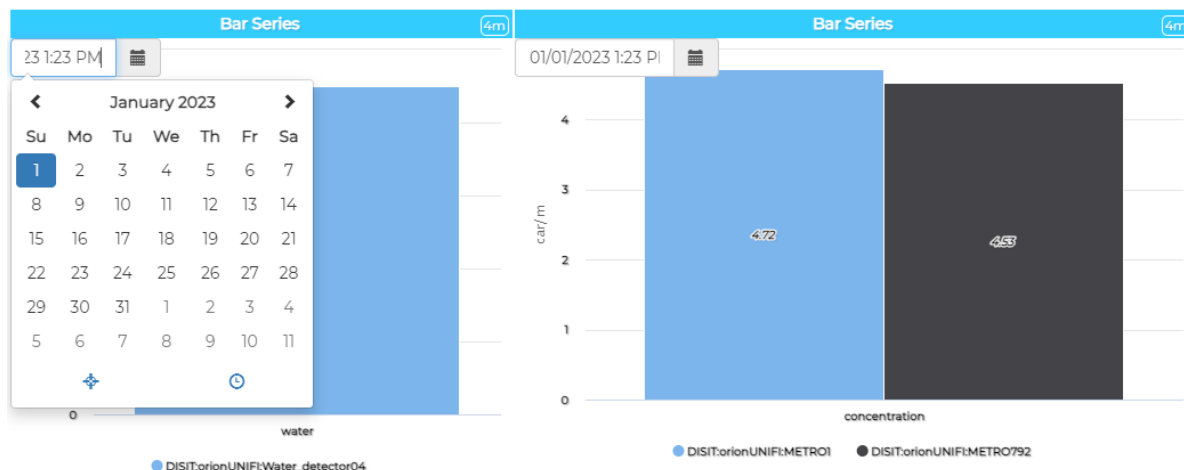 Bar Series
4m
23 1:23 PM
January 2023
Su Mo Tu We Th Fr Sa
1 2 3 4 5 6 7
8 9 10 11 12 13 14
15 16 17 18 19 20 21
22 23 24 25 26 27 28
29 30 31 1 2 3 4
5 6 7 8 9 10 11
0
water
DISIT:orionUNIFI:Water_detector04
Bar Series
4m
01/01/2023 1:23 P
4
3
2
1
0
car/m
4.72
4.53
concentration
DISIT:orionUNIFI:METRO1 DISIT:orionUNIFI:METRO792